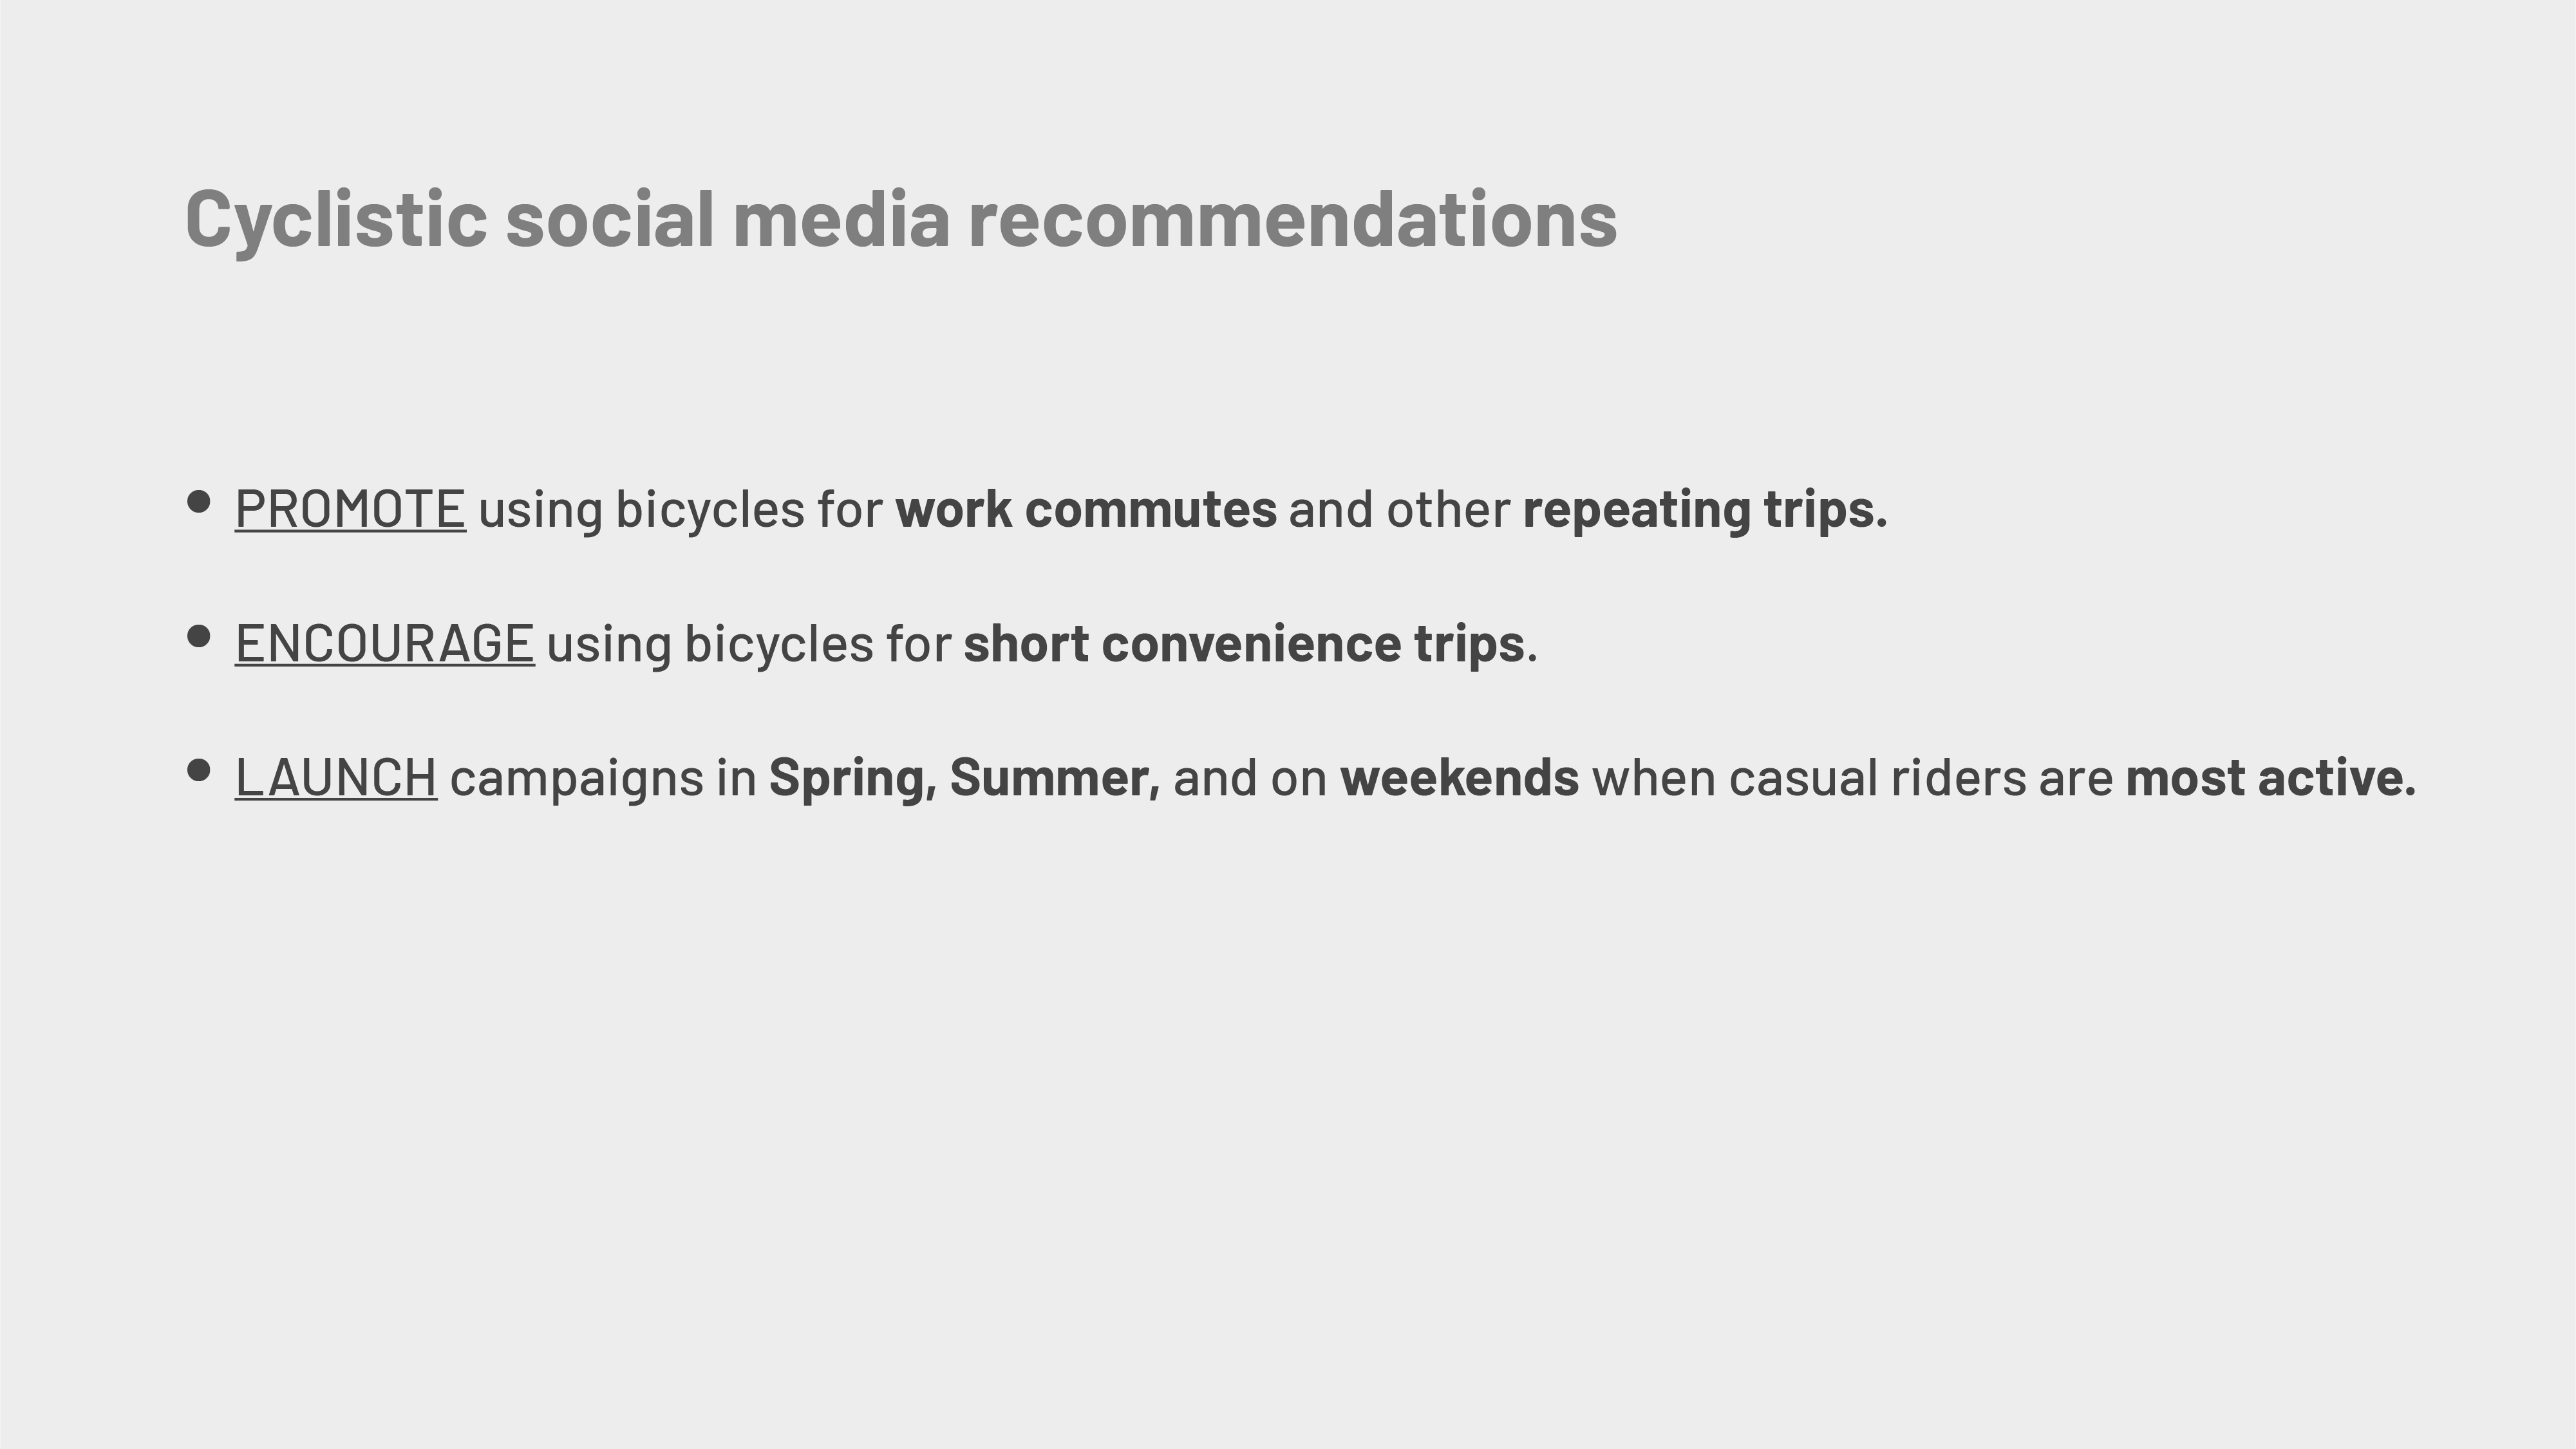 Cyclistic social media recommendations
• PROMOTE using bicycles for work commutes and other repeating trips.
• ENCOURAGE using bicycles for short convenience trips.
• LAUNCH campaigns in Spring, Summer, and on weekends when casual riders are most active.